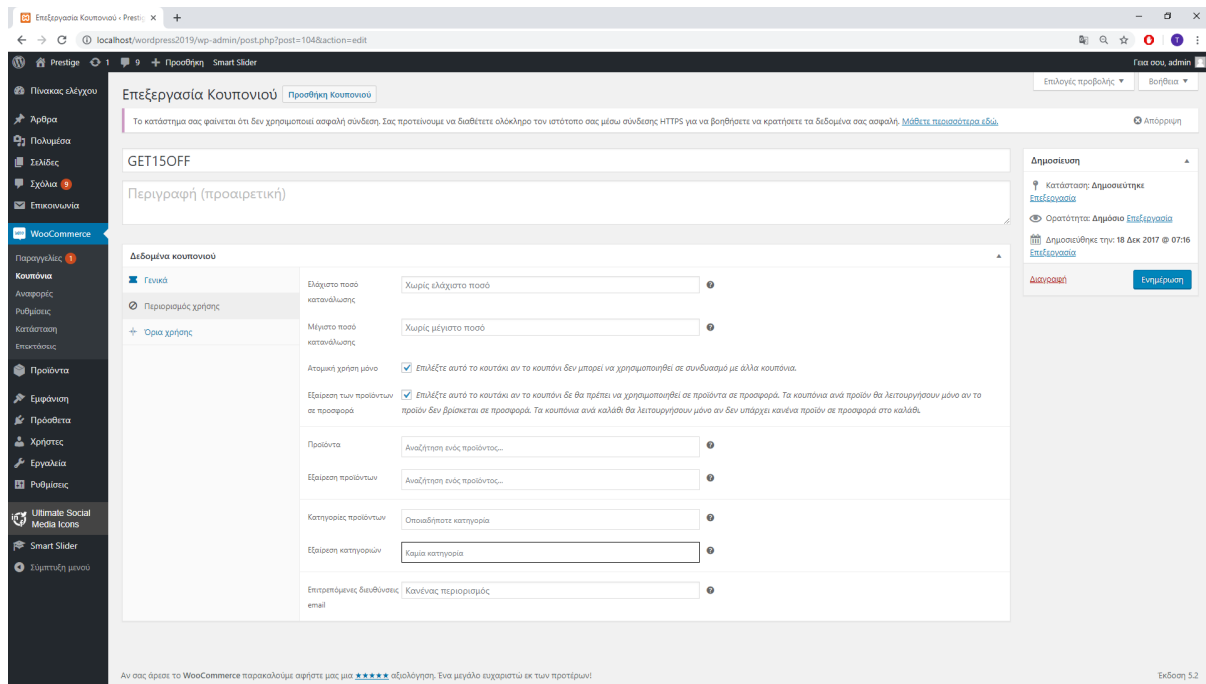 Επεξεργασία Κουπονιού ‹ Presti
localhost/wordpress2019/wp-admin/post.php?post=104&action=edit
T
Prestige 1 9 Προσθήκη Smart Slider
Γεια σου, admin
Πίνακας ελέγχου
Άρθρα
Πολυμέσα
Σελίδες
Σχόλια 9
Επικοινωνία
WooCommerce
Παραγγελίες 1
Κουπόνια
Αναφορές
Ρυθμίσεις
Κατάσταση
Επεκτάσεις
Προϊόντα
Εμφάνιση
Πρόσθετα
Χρήστες
Εργαλεία
Ρυθμίσεις
Ultimate Social
Media Icons
Smart Slider
Σύμπτυξη μενού
Επιλογές προβολής
Βοήθεια
Επεξεργασία Κουπονιού
Προσθήκη Κουπονιού
Το κατάστημα σας φαίνεται ότι δεν χρησιμοποιεί ασφαλή σύνδεση. Σας προτείνουμε να διαθέτετε ολόκληρο τον ιστότοπο σας μέσω σύνδεσης HTTPS για να βοηθήσετε να κρατήσετε τα δεδομένα σας ασφαλή. Μάθετε περισσότερα εδώ.
Απόρριψη
GET15OFF
Περιγραφή (προαιρετική)
Δεδομένα κουπονιού
Γενικά
Περιορισμός χρήσης
Όρια χρήσης
Ελάχιστο ποσό
κατανάλωσης
Χωρίς ελάχιστο ποσό
Μέγιστο ποσό
κατανάλωσης
Χωρίς μέγιστο ποσό
Ατομική χρήση μόνο
Επιλέξτε αυτό το κουτάκι αν το κουπόνι δεν μπορεί να χρησιμοποιηθεί σε συνδυασμό με άλλα κουπόνια.
Εξαίρεση των προϊόντων
σε προσφορά
Επιλέξτε αυτό το κουτάκι αν το κουπόνι δε θα πρέπει να χρησιμοποιηθεί σε προϊόντα σε προσφορά. Τα κουπόνια ανά προϊόν θα λειτουργήσουν μόνο αν το
προϊόν δεν βρίσκεται σε προσφορά. Τα κουπόνια ανά καλάθι θα λειτουργήσουν μόνο αν δεν υπάρχει κανένα προϊόν σε προσφορά στο καλάθι.
Προϊόντα
Αναζήτηση ενός προϊόντος...
Εξαίρεση προϊόντων
Αναζήτηση ενός προϊόντος...
Κατηγορίες προϊόντων
Οποιαδήποτε κατηγορία
Εξαίρεση κατηγοριών
Καμία κατηγορία
Επιτρεπόμενες διευθύνσεις
email
Κανένας περιορισμός
Δημοσίευση
Κατάσταση: Δημοσιεύτηκε
Επεξεργασία
Ορατότητα: Δημόσιο Επεξεργασία
Δημοσιεύθηκε την: 18 Δεκ 2017 @ 07:16
Επεξεργασία
Διαγραφή
Ενημέρωση
Αν σας άρεσε το WooCommerce παρακαλούμε αφήστε μας μια ★★★★★ αξιολόγηση. Ένα μεγάλο ευχαριστώ εκ των προτέρων!
Έκδοση 5.2